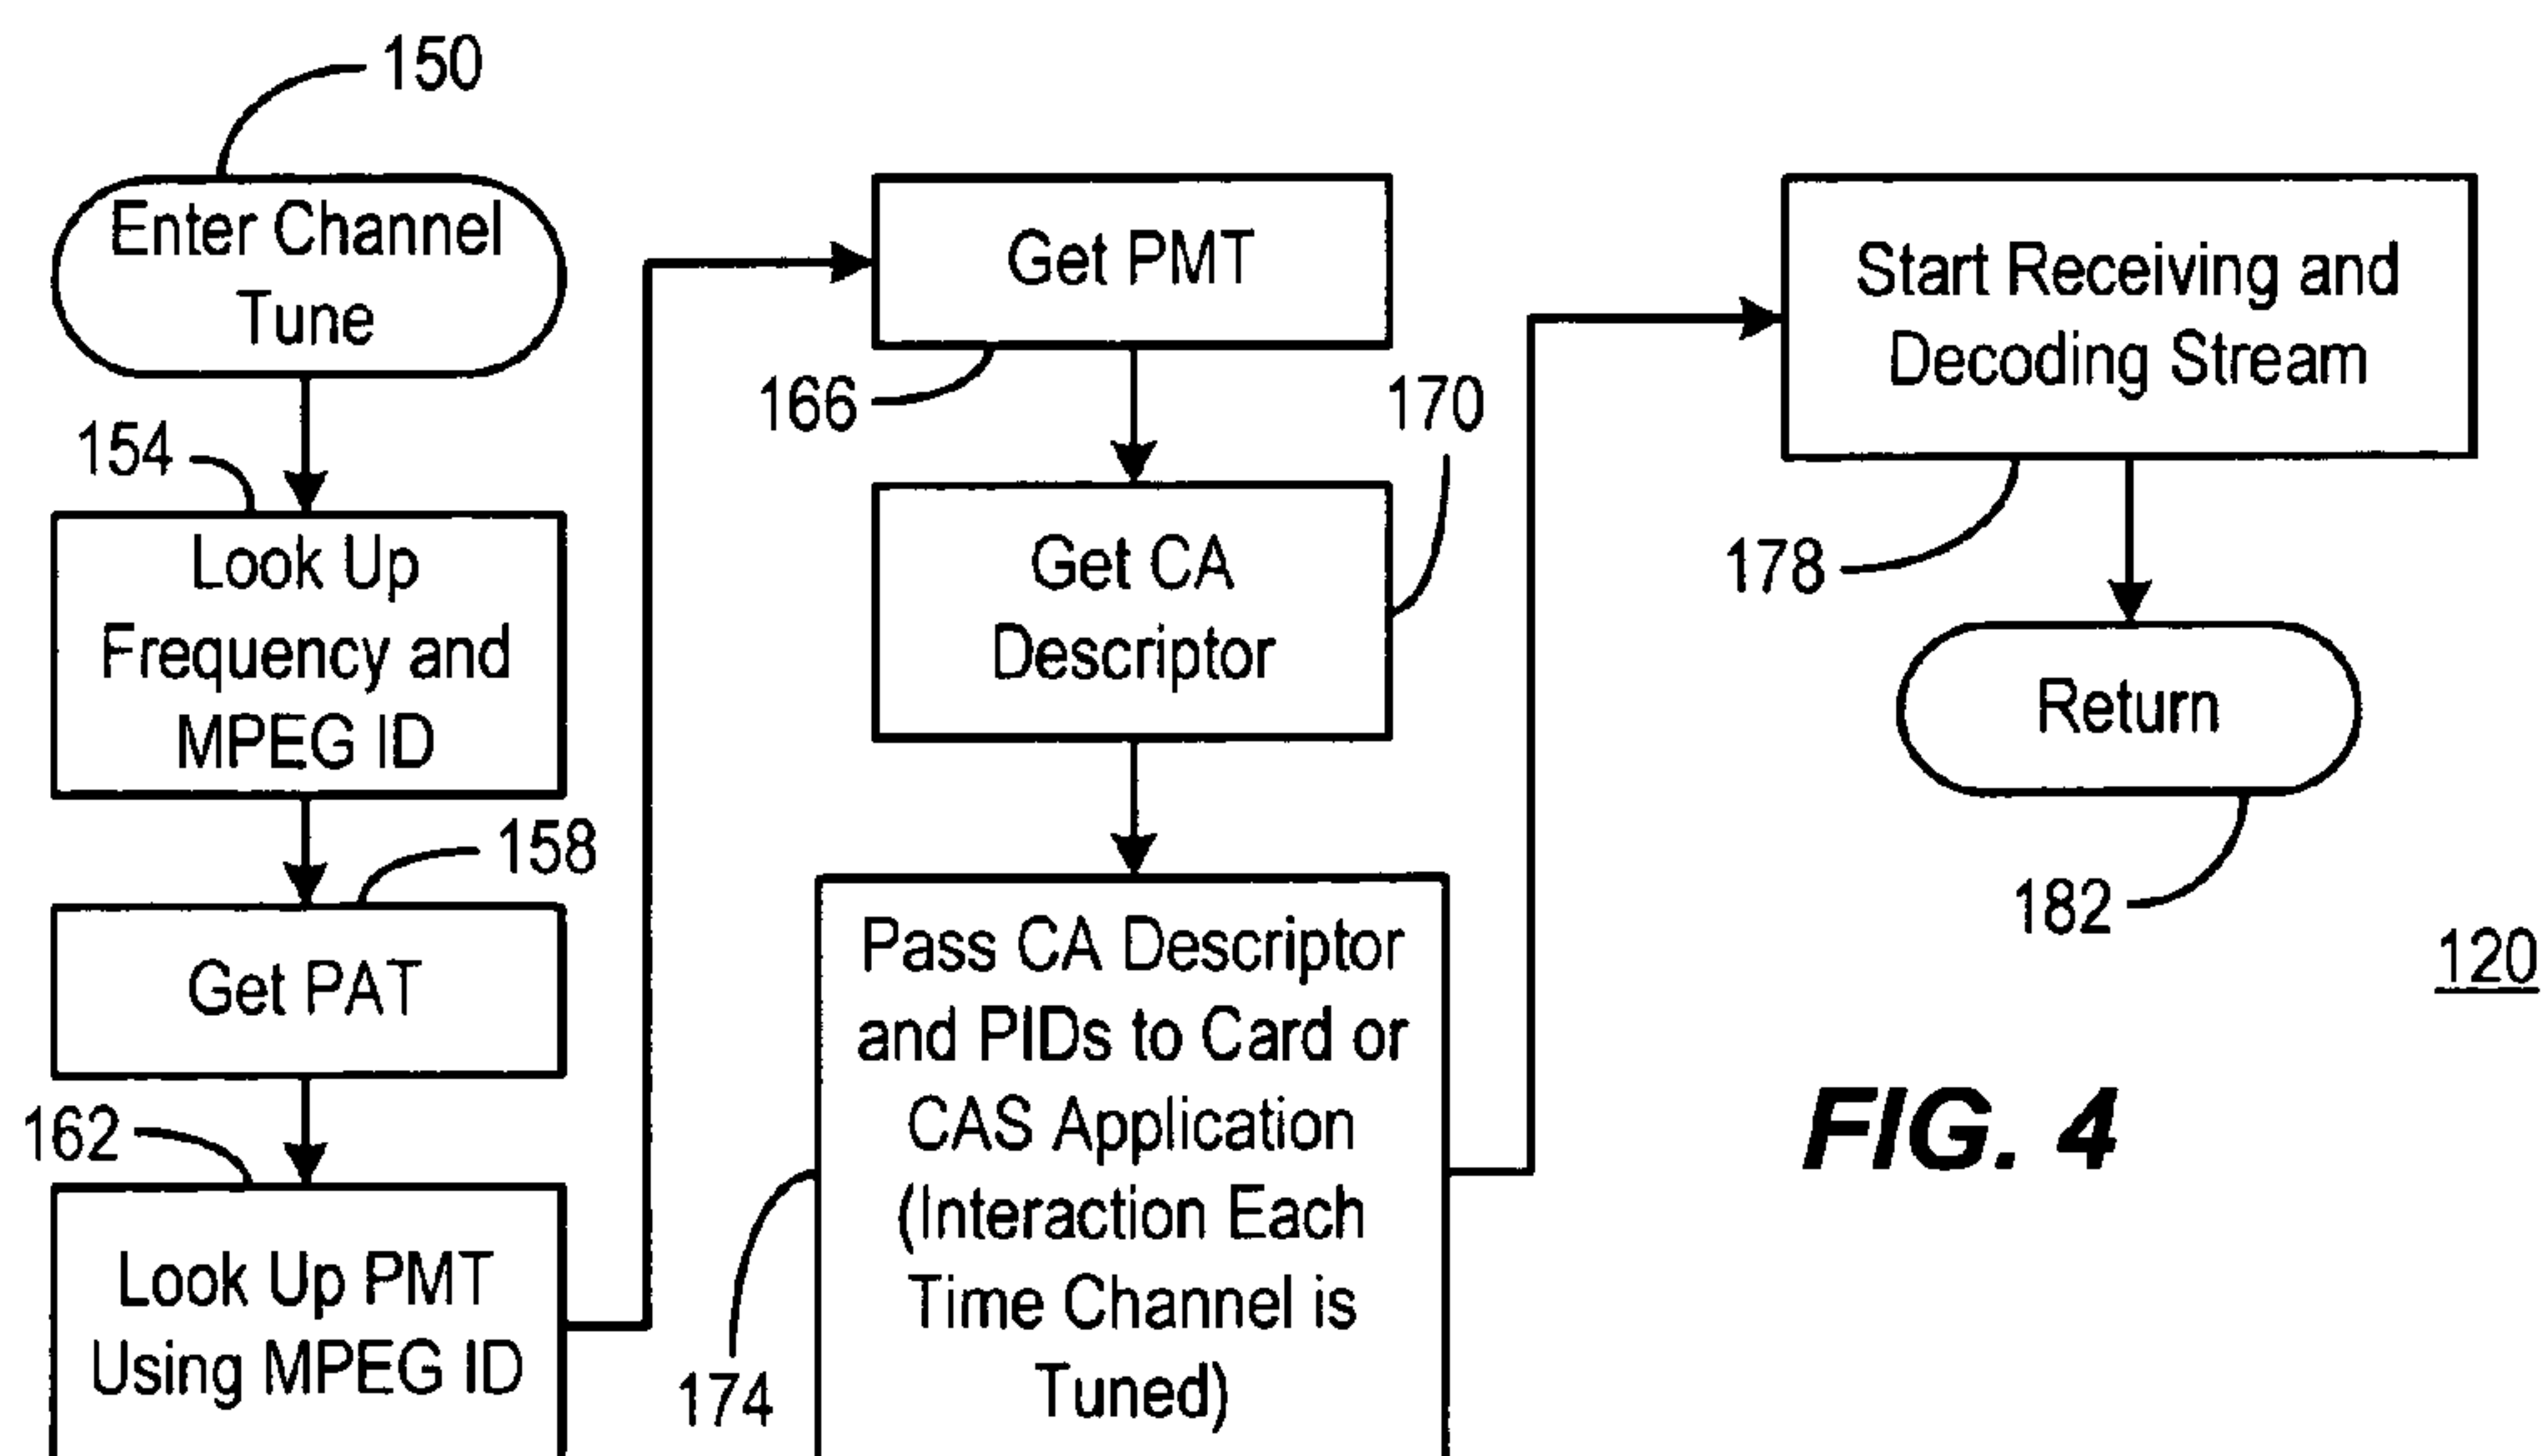 150
Enter Channel
Tune
154
Look Up
Frequency and
MPEG ID
158
Get PAT
162
Look Up PMT
Using MPEG ID
Get PMT
166
170
Get CA
Descriptor
Pass CA Descriptor
and PIDs to Card or
CAS Application
(Interaction Each
Time Channel is
Tuned)
174
Start Receiving and
Decoding Stream
178
Return
182
120
FIG. 4